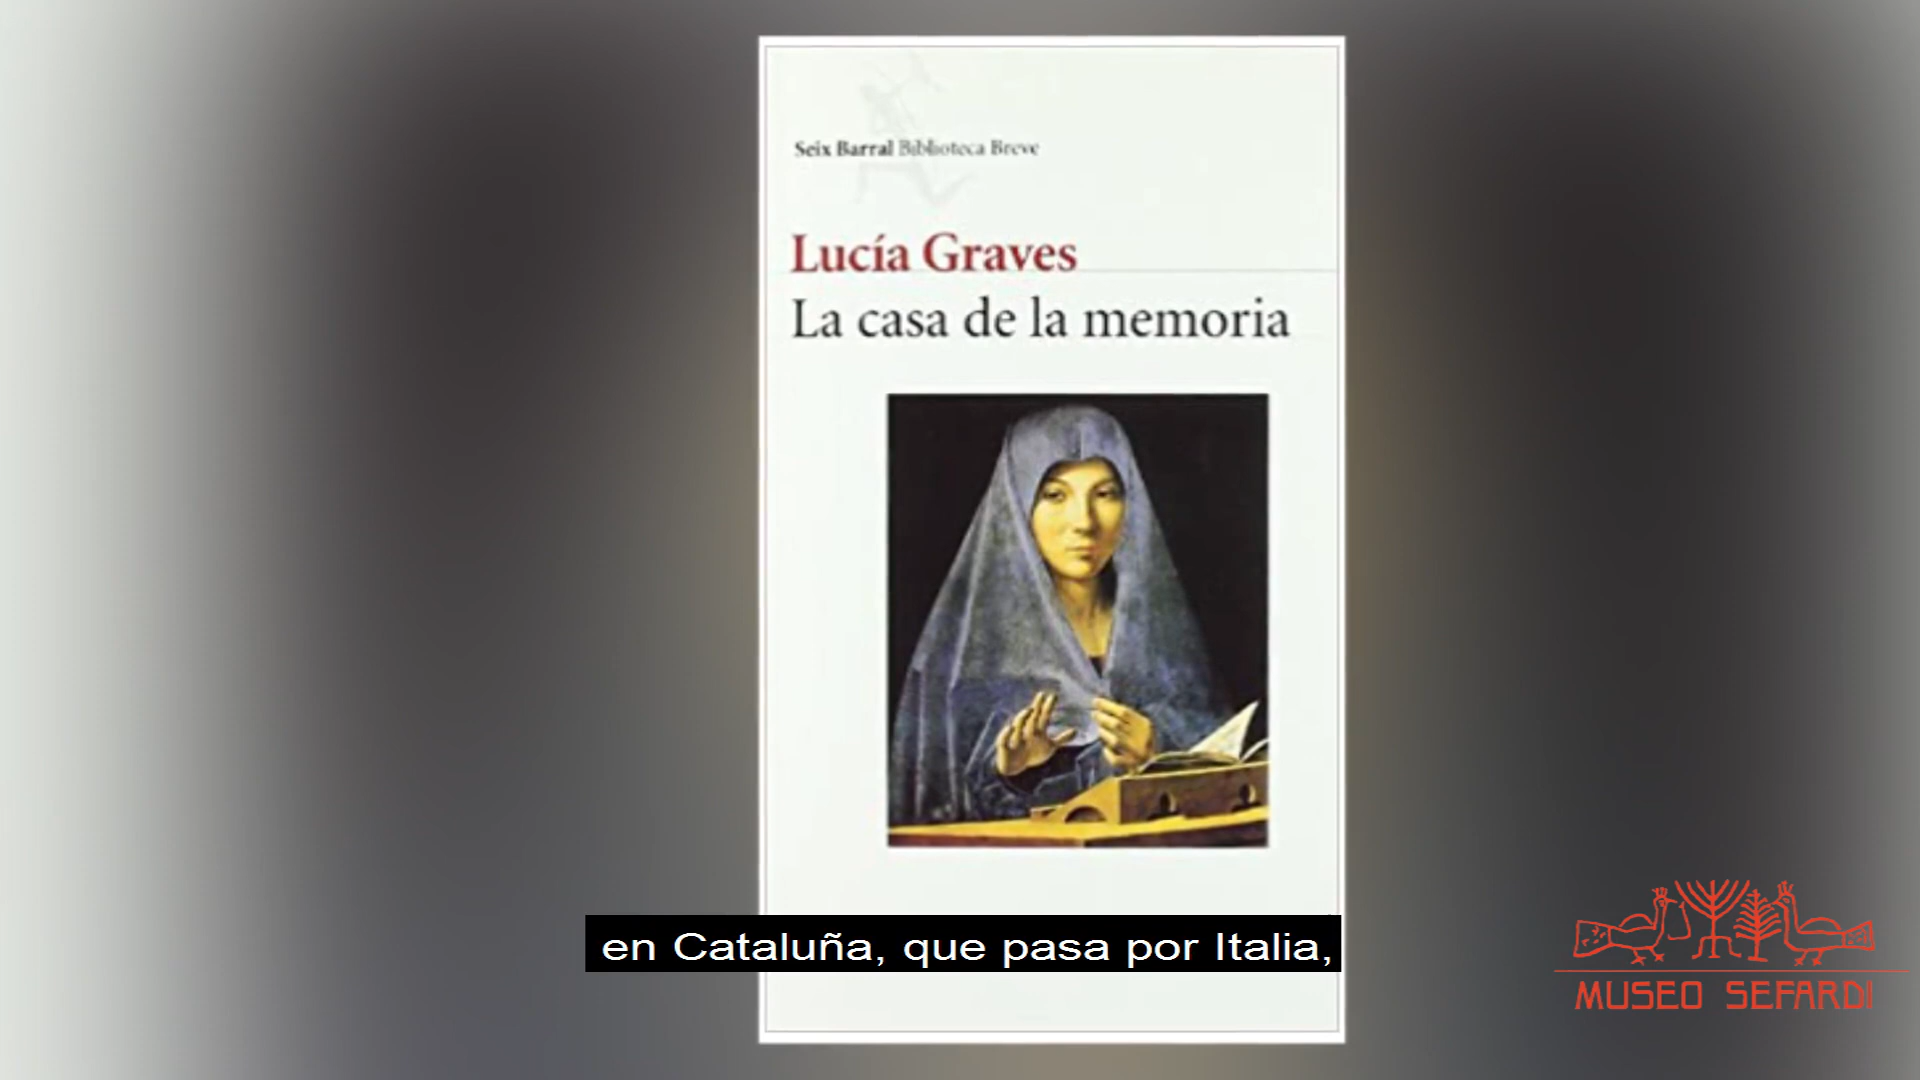 Seix Barral Biblioteca Breve
Lucía Graves
La casa de la memoria
en Cataluña, que pasa por Italia,
MUSEO SEFARDI